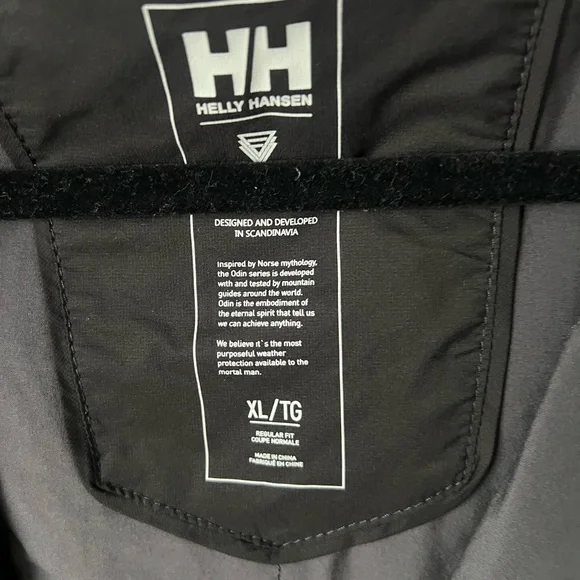 HH
HELLY HANSEN
DESIGNED AND DEVELOPED
IN SCANDINAVIA
Inspired by Norse mythology,
the Odin series is developed
with and tested by mountain
guides around the world.
Odin is the embodiment of
the eternal spirit that tell us
we can achieve anything.
We believe it's the most
purposeful weather
protection available to the
mortal man.
XL/TG
REGULAR FIT
COUPE NORMALE
MADE IN CHINA
FABRIQUÉ EN CHINE